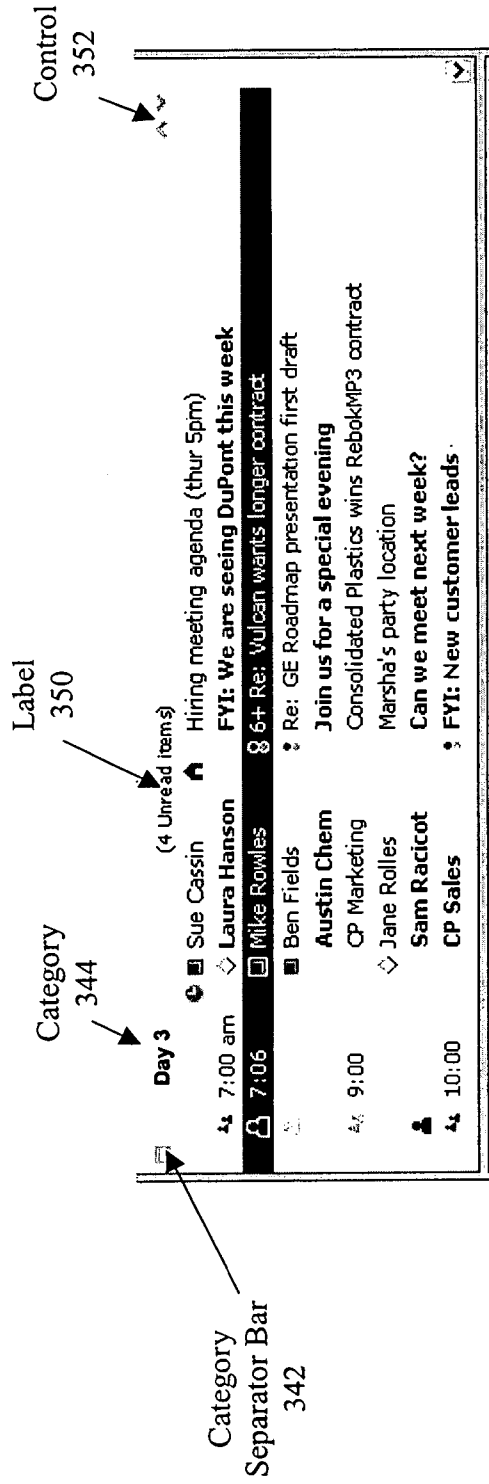 Category
Separator Bar
342
Category
344
Label
350
Control
352
Day 3 (4 Unread items)
Sue Cassin Hiring meeting agenda (thur 5pm)
7:00 am Laura Hanson FYI: We are seeing DuPont this week
7:06 Mike Rowles 6+ Re: Vulcan wants longer contract
Ben Fields Re: GE Roadmap presentation first draft
Austin Chem Join us for a special evening
9:00 CP Marketing Consolidated Plastics wins RebokMP3 contract
Jane Rolles Marsha's party location
Sam Racicot Can we meet next week?
10:00 CP Sales FYI: New customer leads